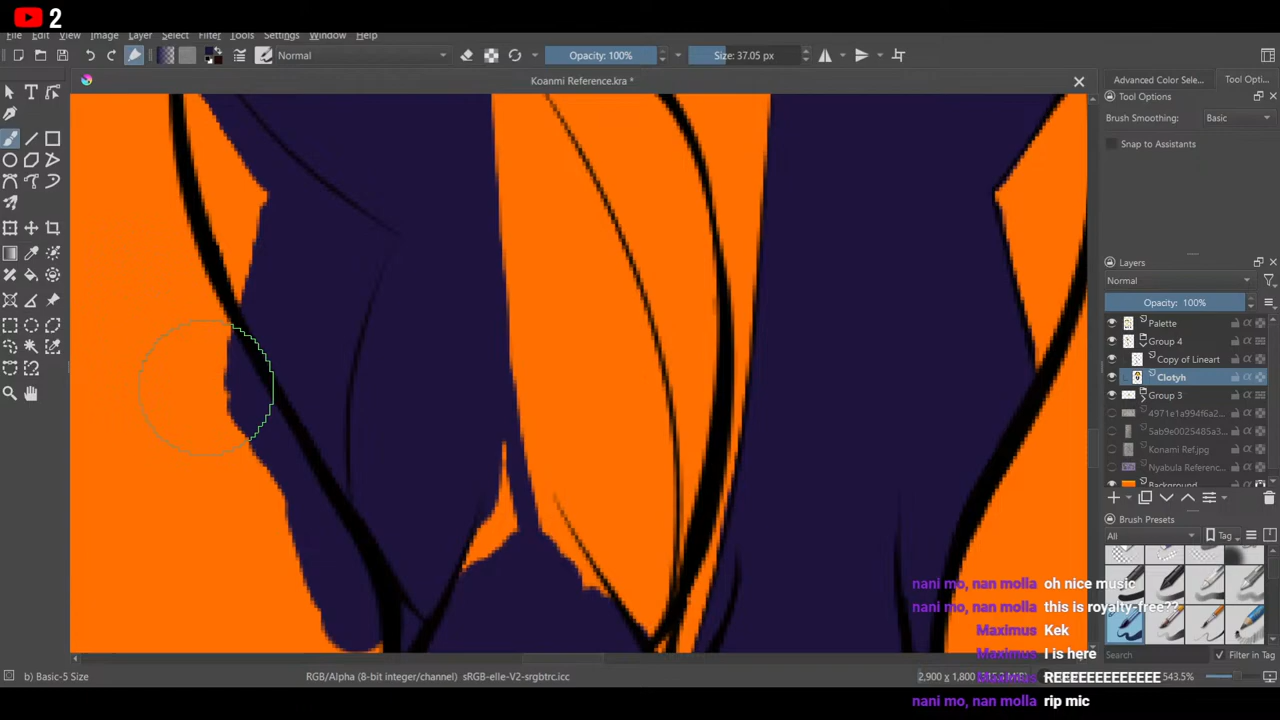 2
File Edit View Image Layer Select Filter Tools Settings Window Help
Normal
Opacity: 100%
Size: 37.05 px
Koanmi Reference.kra *
Advanced Color Sele...
Tool Opti...
Tool Options
Brush Smoothing: Basic
Snap to Assistants
Layers
Normal
Opacity: 100%
Palette
Group 4
Copy of Lineart
Clotyh
Group 3
4971e1a994f6a2...
5ab9e0025485a3...
Konami Ref.jpg
Nyabula Referenc...
Background
Brush Presets
All
Tag
nani mo, nan molla oh nice music
nani mo, nan molla this is royalty-free??
Maximus Kek
Maximus I is here
Maximus REEEEEEEEEEEEE
nani mo, nan molla rip mic
Search
Filter in Tag
b) Basic-5 Size
RGB/Alpha (8-bit integer/channel) sRGB-elle-V2-srgbtrc.icc
2,900 x 1,800
543.5%